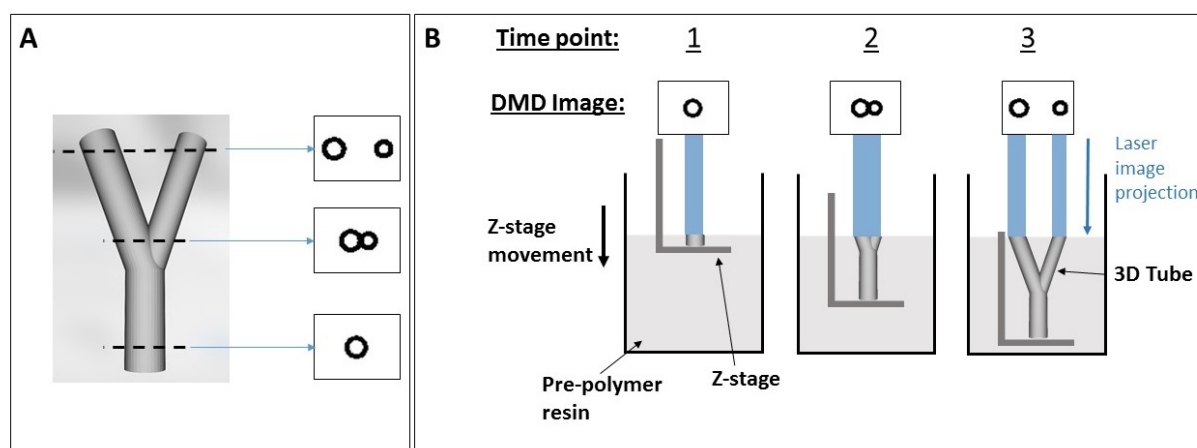 A
B
Time point: 1 2 3
DMD Image:
Laser
image
projection
Z-stage
movement
3D Tube
Pre-polymer
resin
Z-stage